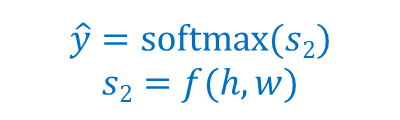 ŷ = softmax(s₂)
s₂ = f(h, w)